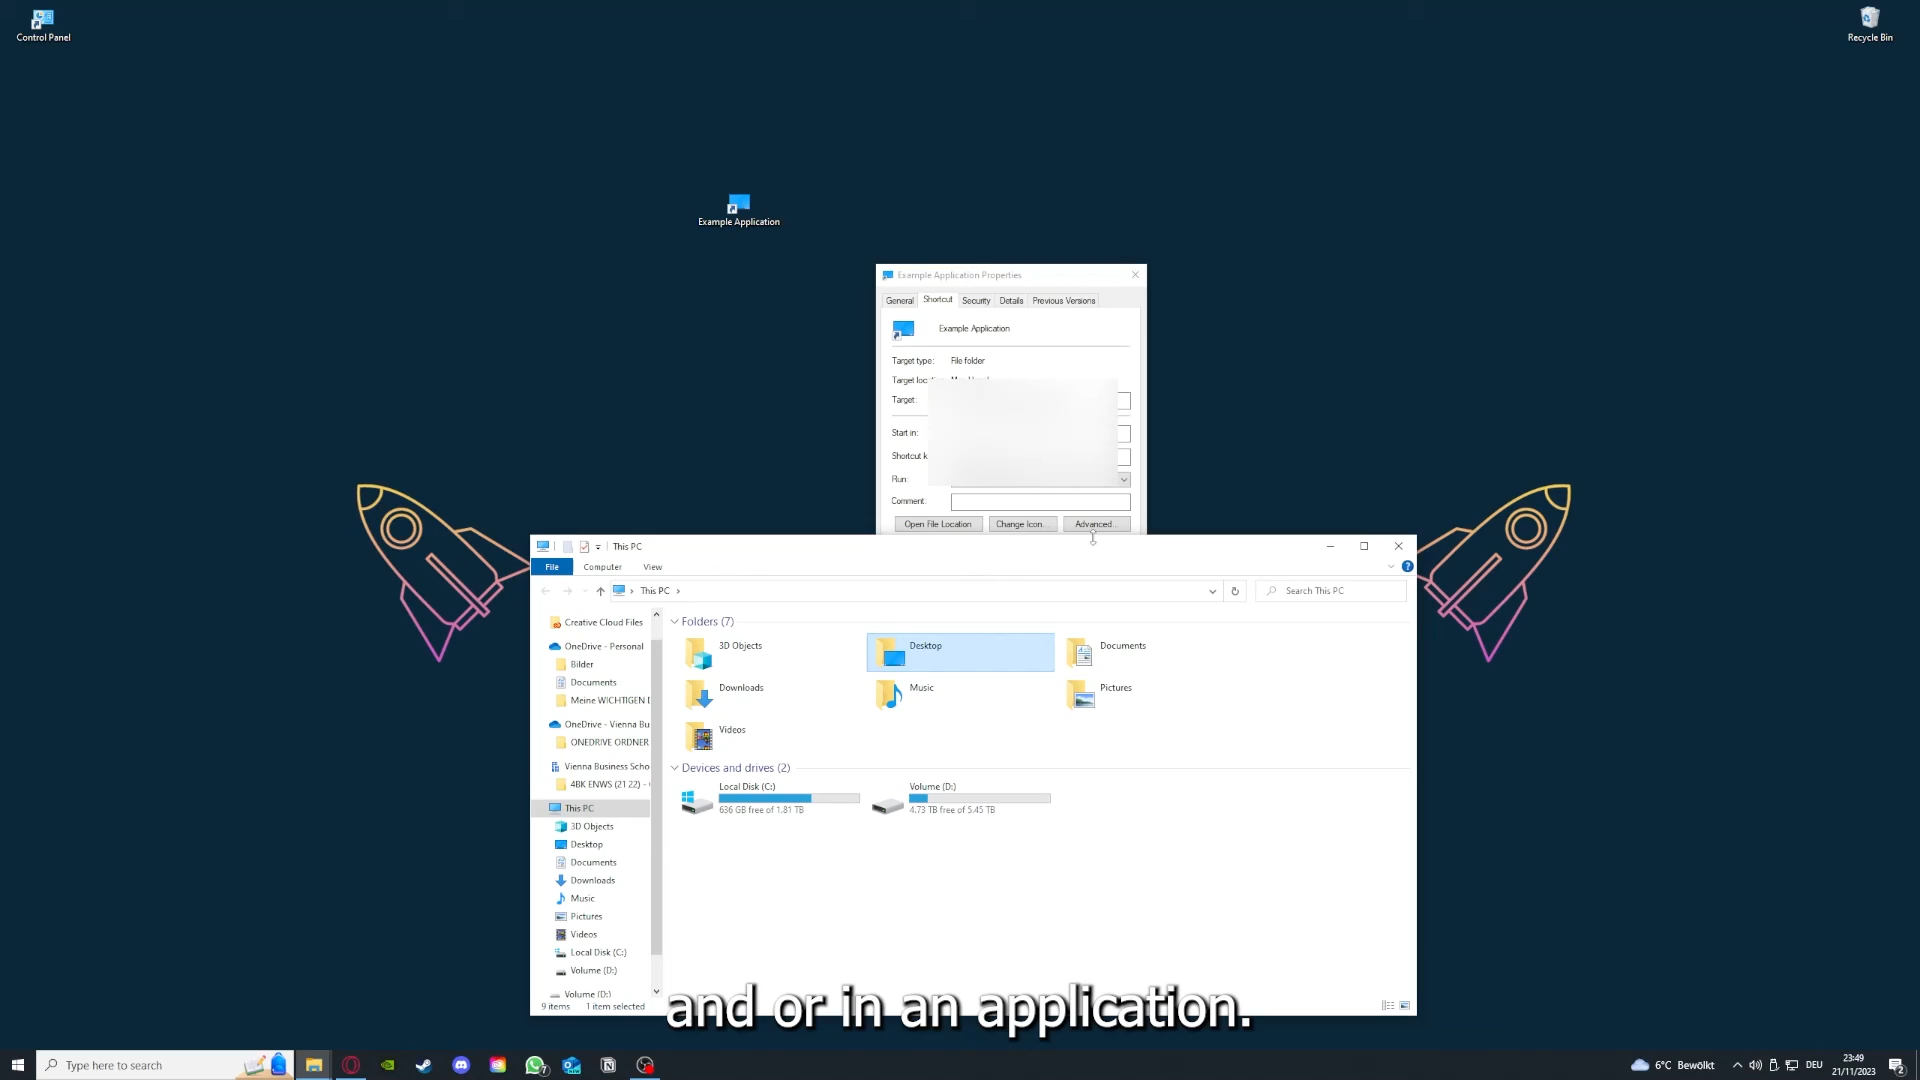 Control Panel
Recycle Bin
Example Application
Example Application Properties
General Shortcut Security Details Previous Versions
Example Application
Target type: File folder
Target
Target:
Start in:
Shortcut k
Run:
Comment:
Open File Location Change Icon... Advanced...
This PC
File Computer View
This PC
Search This PC
Creative Cloud Files
OneDrive - Personal
Bilder
Documents
Meine WICHTIGEN
OneDrive - Vienna Bu
ONEDRIVE ORDNER
Vienna Business Scho
4BK ENWS (21 22) -
This PC
3D Objects
Desktop
Documents
Downloads
Music
Pictures
Videos
Local Disk (C:)
Volume (D:)
Volume (D:)
Folders (7)
3D Objects
Desktop
Documents
Downloads
Music
Pictures
Videos
Devices and drives (2)
Local Disk (C:)
636 GB free of 1.81 TB
Volume (D:)
4.73 TB free of 5.45 TB
9 items 1 item selected
and or in an application.
Type here to search
7
6°C Bewölkt
DEU
23:49
21/11/2023
2